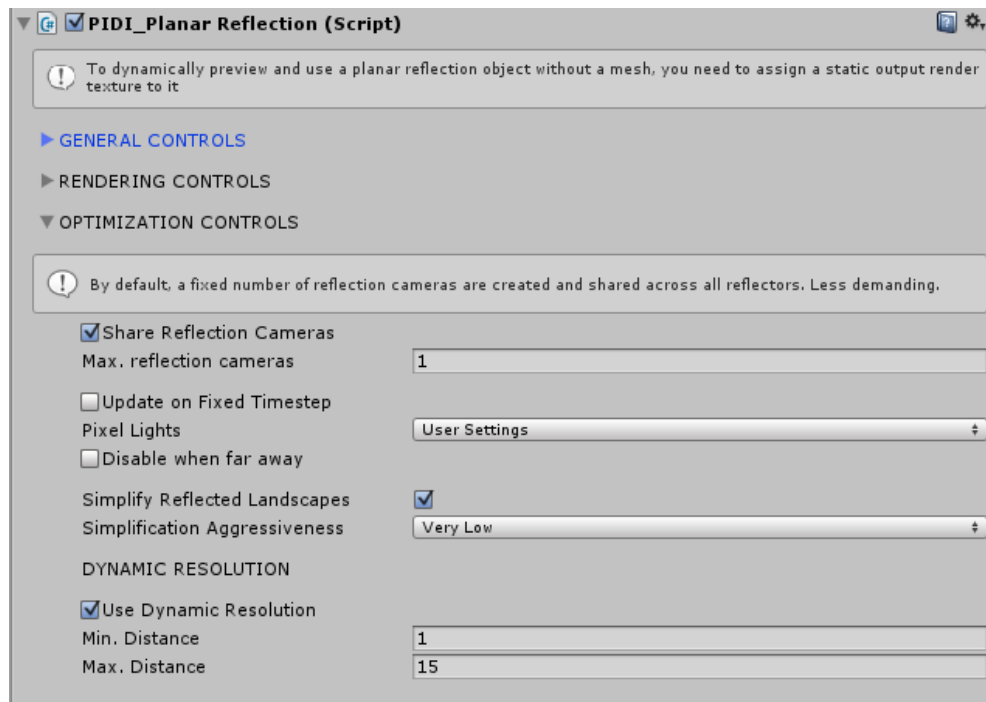 PIDI_Planar Reflection (Script)
To dynamically preview and use a planar reflection object without a mesh, you need to assign a static output render
texture to it
GENERAL CONTROLS
RENDERING CONTROLS
OPTIMIZATION CONTROLS
By default, a fixed number of reflection cameras are created and shared across all reflectors. Less demanding.
Share Reflection Cameras
Max. reflection cameras 1
Update on Fixed Timestep
Pixel Lights User Settings
Disable when far away
Simplify Reflected Landscapes
Simplification Aggressiveness Very Low
DYNAMIC RESOLUTION
Use Dynamic Resolution
Min. Distance 1
Max. Distance 15